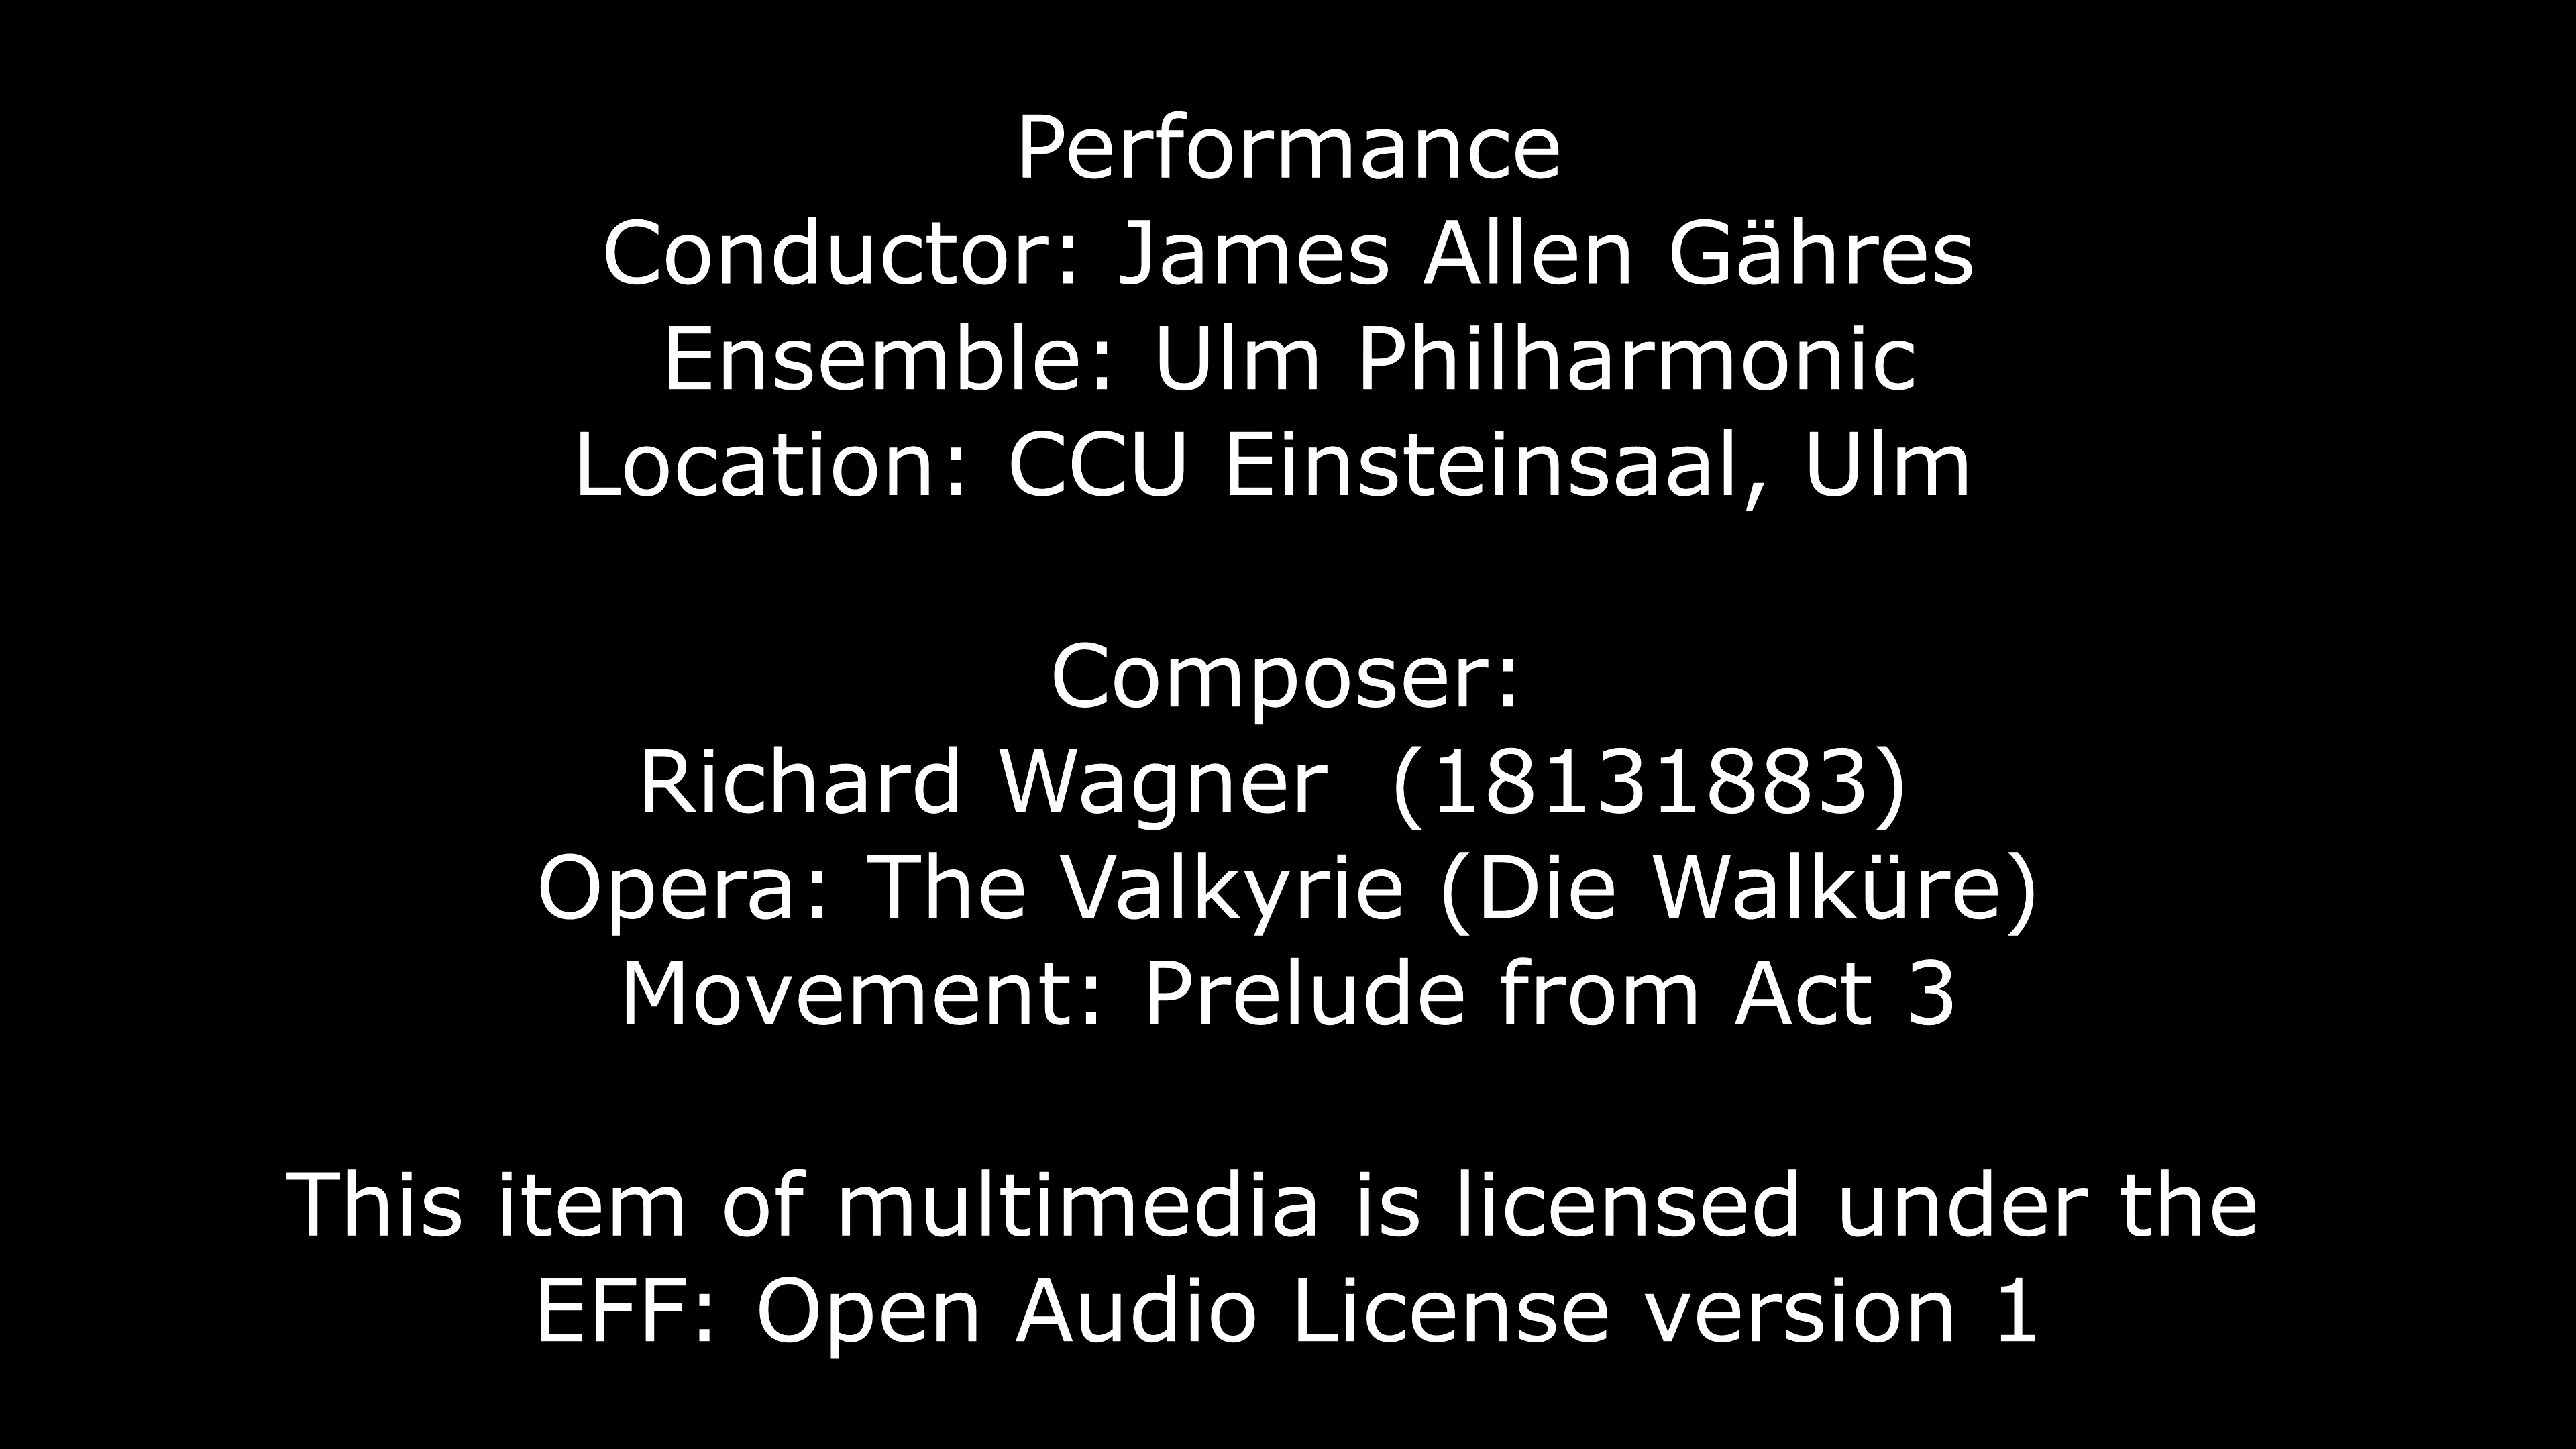 Performance
Conductor: James Allen Gähres
Ensemble: Ulm Philharmonic
Location: CCU Einsteinsaal, Ulm
Composer:
Richard Wagner  (18131883)
Opera: The Valkyrie (Die Walküre)
Movement: Prelude from Act 3
This item of multimedia is licensed under the
EFF: Open Audio License version 1